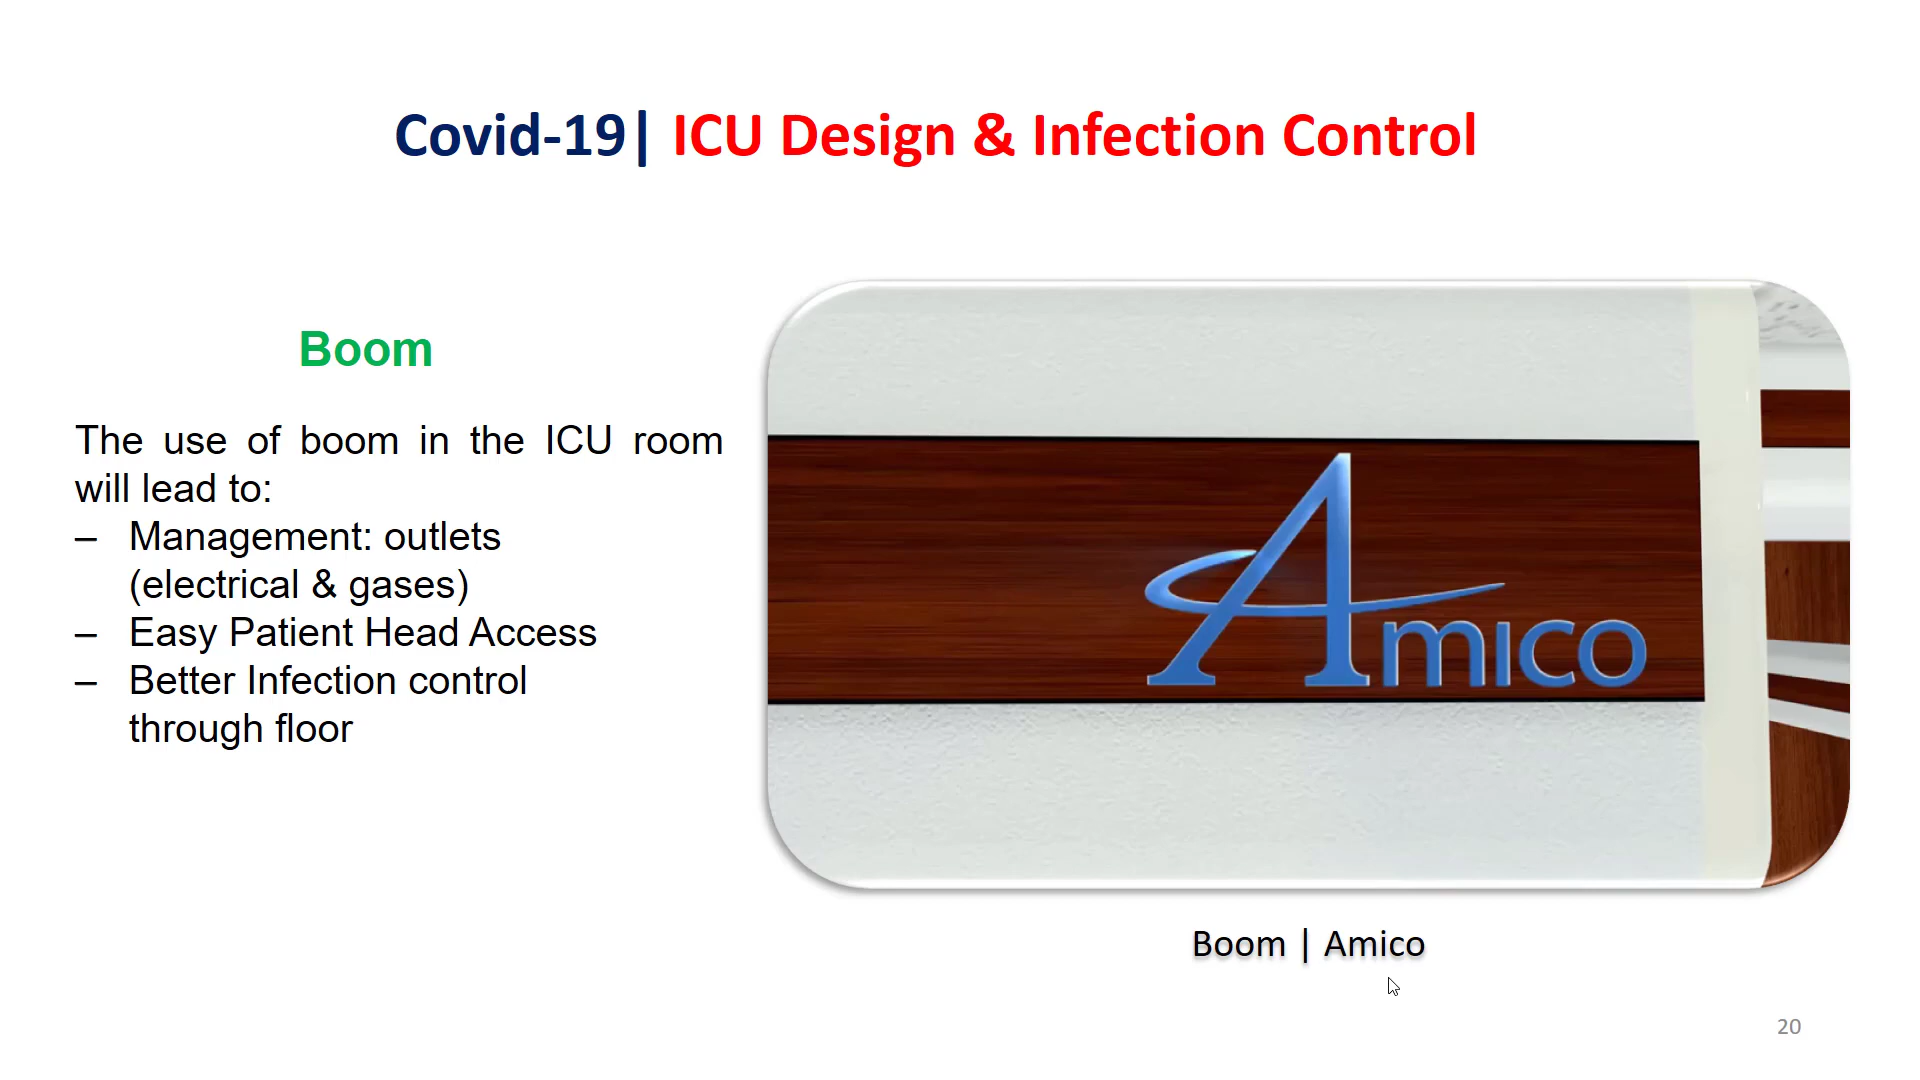 Covid-19| ICU Design & Infection Control
Boom
The use of boom in the ICU room
will lead to:
– Management: outlets
(electrical & gases)
– Easy Patient Head Access
– Better Infection control
through floor
Amico
Boom | Amico
20